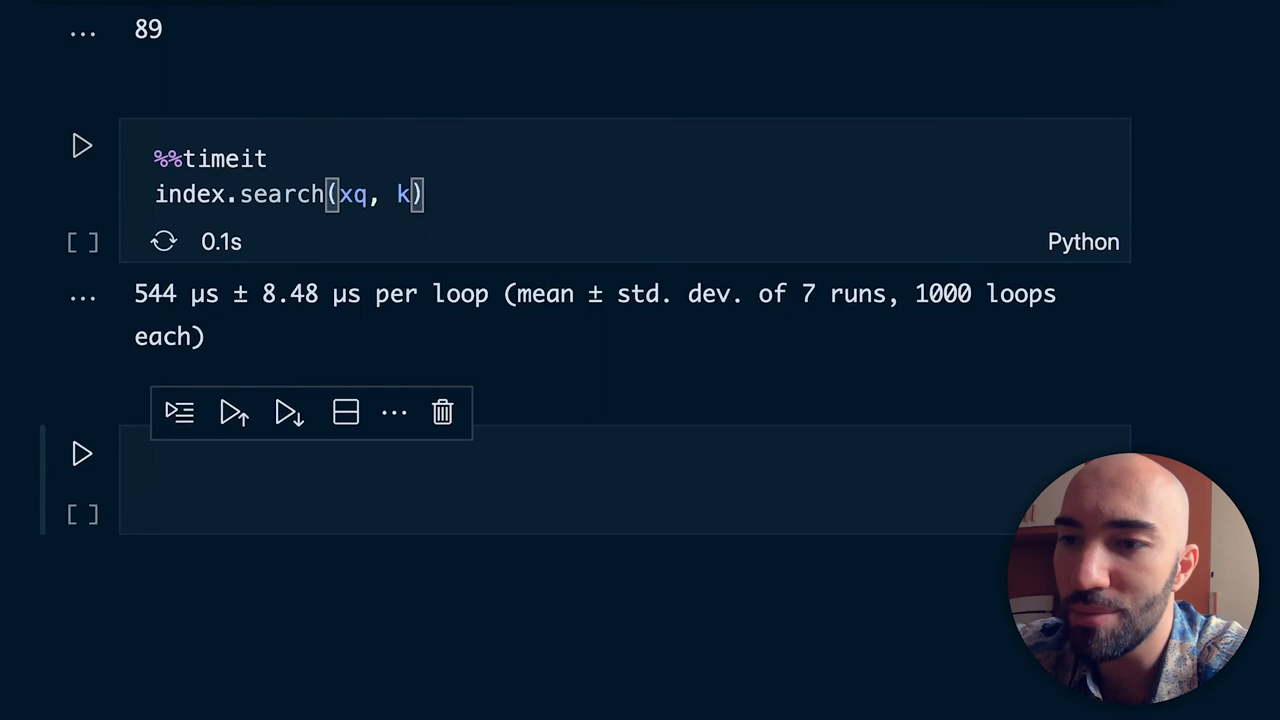 ... 89
%%timeit
index.search(xq, k)
[ ] 0.1s Python
... 544 µs ± 8.48 µs per loop (mean ± std. dev. of 7 runs, 1000 loops
each)
...
[ ]